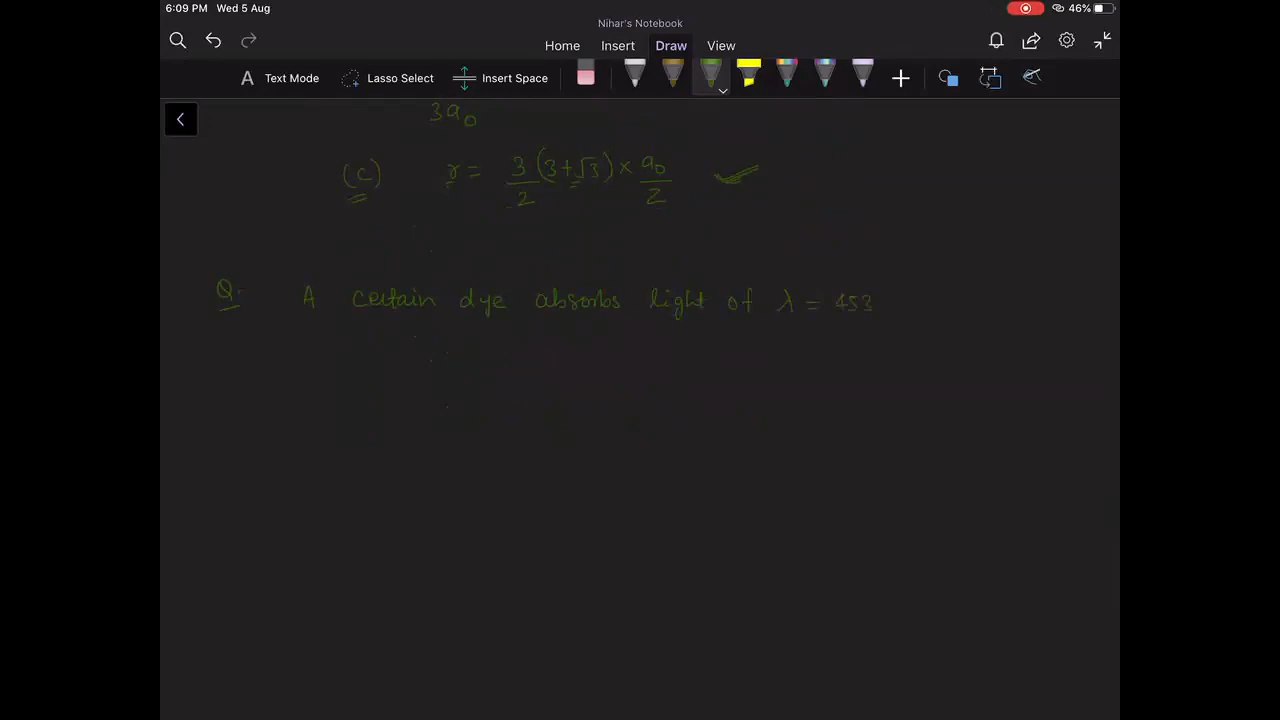 6:09 PM Wed 5 Aug
46%
Nihar's Notebook
Home Insert Draw View
A Text Mode Lasso Select Insert Space
3a₀
(C) r = 3/2 (3+√3) × a₀/Z
Q. A certain dye absorbs light of λ = 453